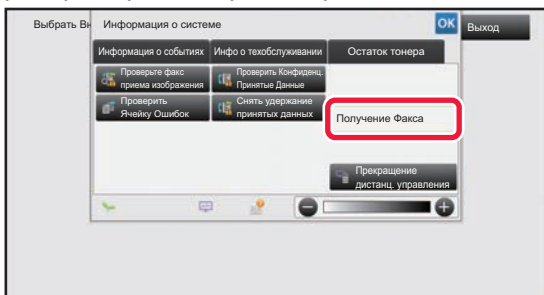 Выбрать Вн
Информация о системе
OK
Выход
Информация о событиях
Инфо о техобслуживании
Остаток тонера
Проверьте факс
приема изображения
Проверить Конфиденц.
Принятые Данные
Проверить
Ячейку Ошибок
Снять удержание
принятых данных
Получение Факса
Прекращение
дистанц. управления